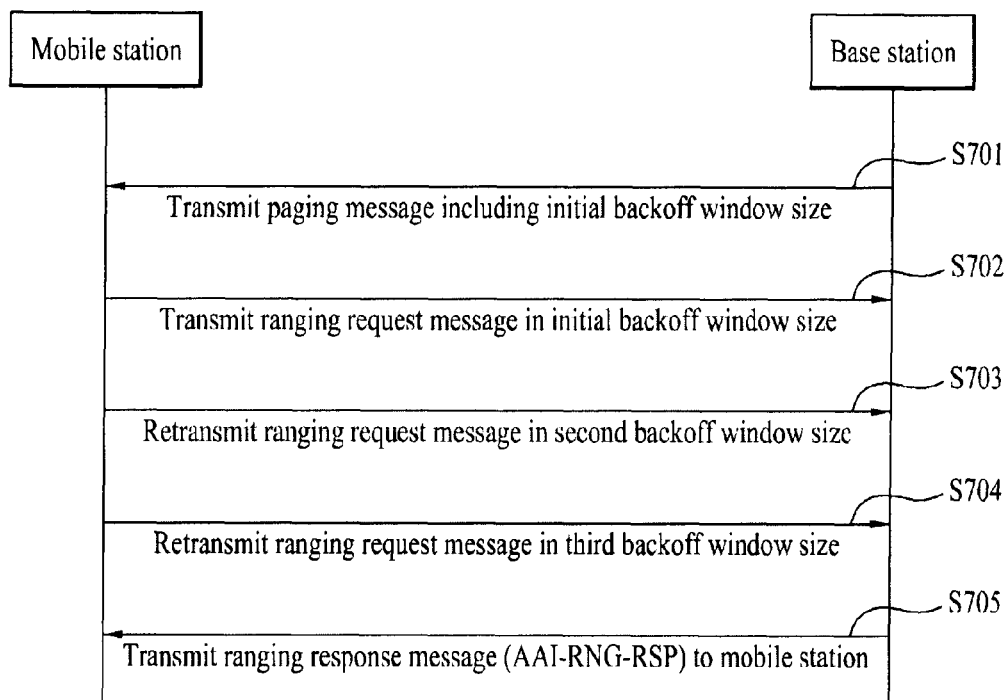 Mobile station
Base station
S701
Transmit paging message including initial backoff window size
S702
Transmit ranging request message in initial backoff window size
S703
Retransmit ranging request message in second backoff window size
S704
Retransmit ranging request message in third backoff window size
S705
Transmit ranging response message (AAI-RNG-RSP) to mobile station